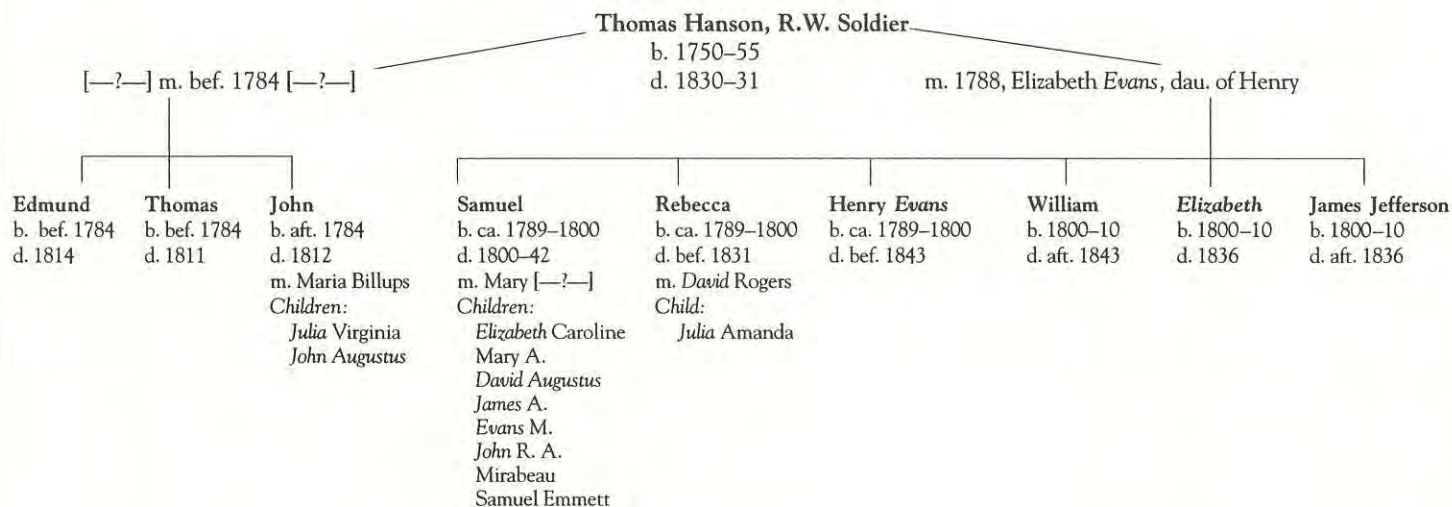 Thomas Hanson, R.W. Soldier
b. 1750–55
d. 1830–31
[—?—] m. bef. 1784 [—?—]
m. 1788, Elizabeth Evans, dau. of Henry
Edmund
b. bef. 1784
d. 1814
Thomas
b. bef. 1784
d. 1811
John
b. aft. 1784
d. 1812
m. Maria Billups
Children:
Julia Virginia
John Augustus
Samuel
b. ca. 1789–1800
d. 1800–42
m. Mary [—?—]
Children:
Elizabeth Caroline
Mary A.
David Augustus
James A.
Evans M.
John R. A.
Mirabeau
Samuel Emmett
Rebecca
b. ca. 1789–1800
d. bef. 1831
m. David Rogers
Child:
Julia Amanda
Henry Evans
b. ca. 1789–1800
d. bef. 1843
William
b. 1800–10
d. aft. 1843
Elizabeth
b. 1800–10
d. 1836
James Jefferson
b. 1800–10
d. aft. 1836